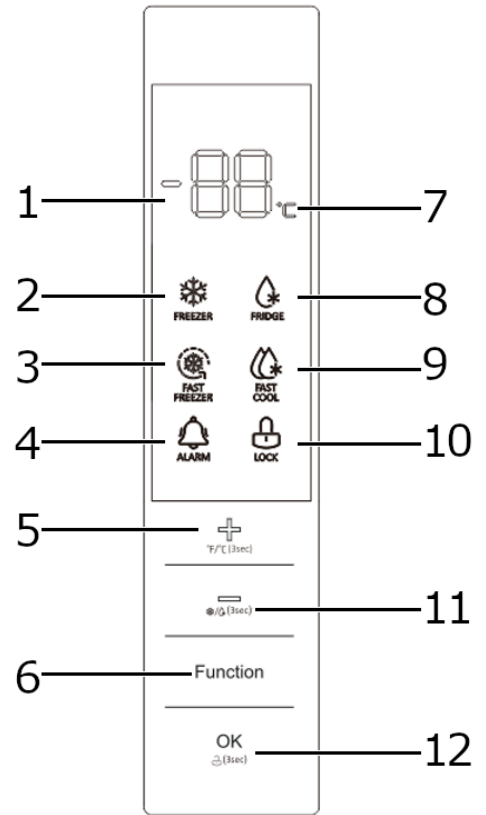 -88
1
°C
7
2
FREEZER
FRIDGE
8
3
FAST
FREEZER
FAST
COOL
9
4
ALARM
LOCK
10
5
+
°F/°C (3sec)
−
/ (3sec)
11
6
Function
OK
(3sec)
12